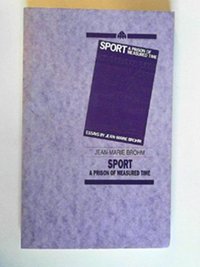 SPORT
A PRISON OF
MEASURED TIME
ESSAYS BY JEAN-MARIE BROHM
JEAN-MARIE BROHM
SPORT
A PRISON OF MEASURED TIME